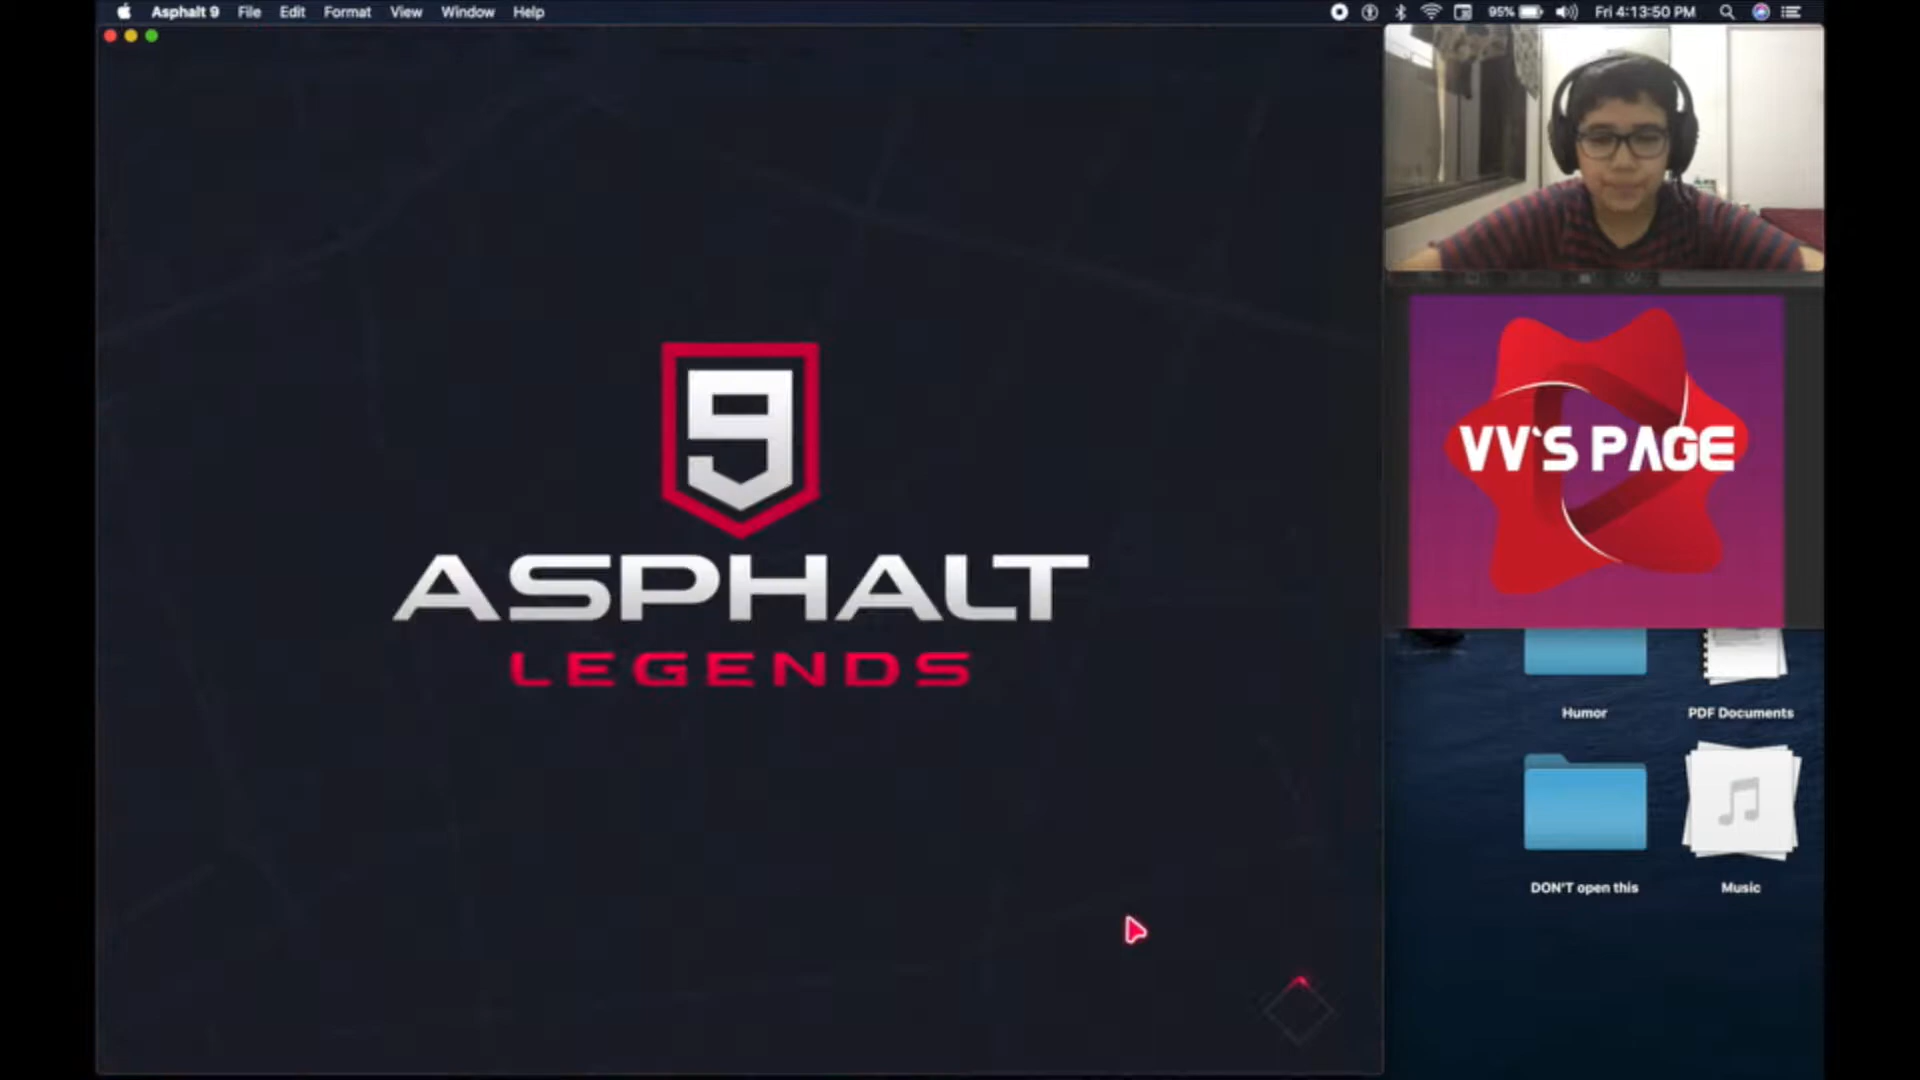 Asphalt 9 File Edit Format View Window Help 95% Fri 4:13:50 PM
9
ASPHALT
LEGENDS
VV'S PAGE
Humor PDF Documents
DON'T open this Music